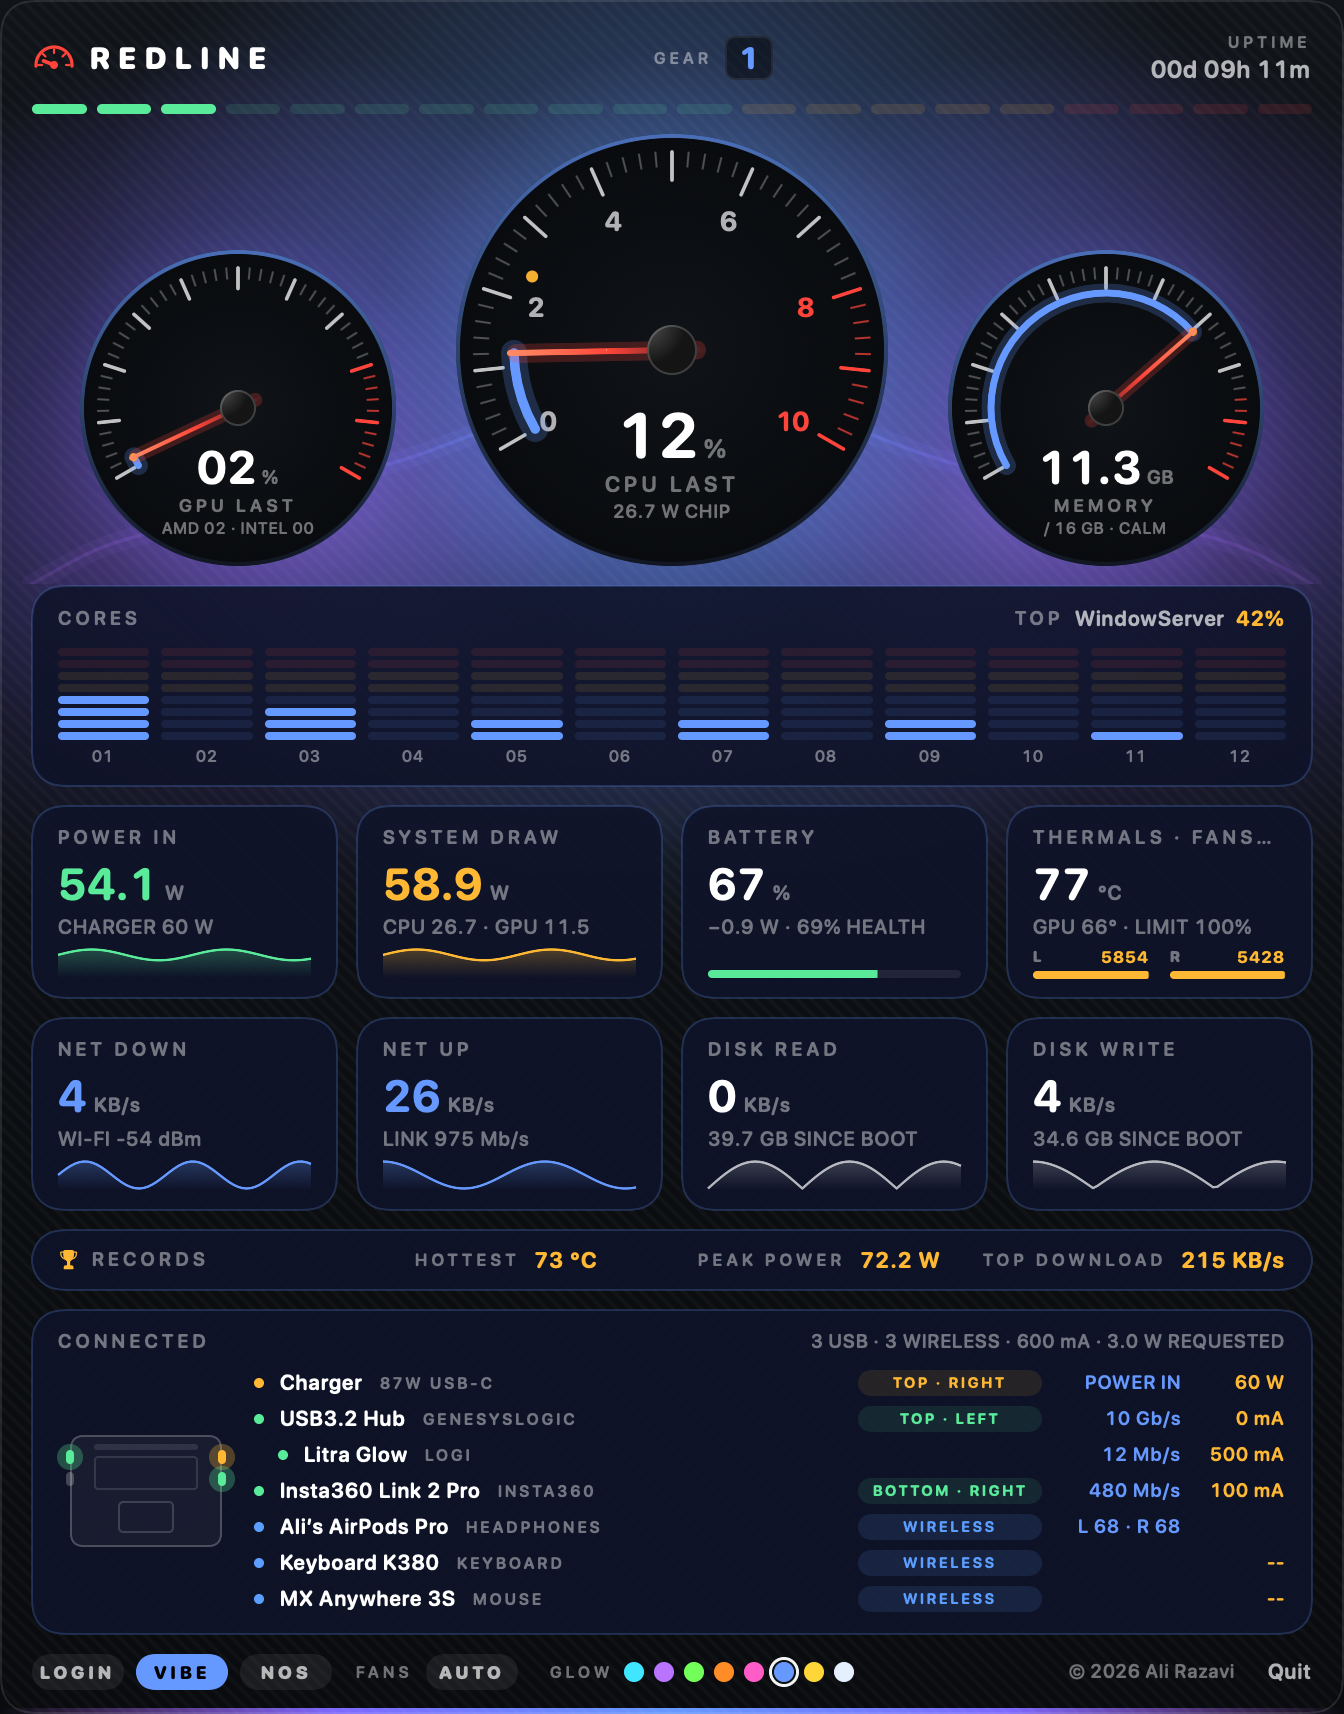 REDLINE
GEAR 1
UPTIME
00d 09h 11m
4 6
2 8
0 10
12 %
CPU LAST
26.7 W CHIP
02 %
GPU LAST
AMD 02 · INTEL 00
11.3 GB
MEMORY
/ 16 GB · CALM
CORES TOP WindowServer 42%
01 02 03 04 05 06 07 08 09 10 11 12
POWER IN
54.1 W
CHARGER 60 W
SYSTEM DRAW
58.9 W
CPU 26.7 · GPU 11.5
BATTERY
67 %
−0.9 W · 69% HEALTH
THERMALS · FANS...
77 °C
GPU 66° · LIMIT 100%
L 5854 R 5428
NET DOWN
4 KB/s
WI-FI -54 dBm
NET UP
26 KB/s
LINK 975 Mb/s
DISK READ
0 KB/s
39.7 GB SINCE BOOT
DISK WRITE
4 KB/s
34.6 GB SINCE BOOT
RECORDS HOTTEST 73 °C PEAK POWER 72.2 W TOP DOWNLOAD 215 KB/s
CONNECTED 3 USB · 3 WIRELESS · 600 mA · 3.0 W REQUESTED
Charger 87W USB-C TOP · RIGHT POWER IN 60 W
USB3.2 Hub GENESYSLOGIC TOP · LEFT 10 Gb/s 0 mA
Litra Glow LOGI 12 Mb/s 500 mA
Insta360 Link 2 Pro INSTA360 BOTTOM · RIGHT 480 Mb/s 100 mA
Ali's AirPods Pro HEADPHONES WIRELESS L 68 · R 68
Keyboard K380 KEYBOARD WIRELESS --
MX Anywhere 3S MOUSE WIRELESS --
LOGIN VIBE NOS FANS AUTO GLOW © 2026 Ali Razavi Quit